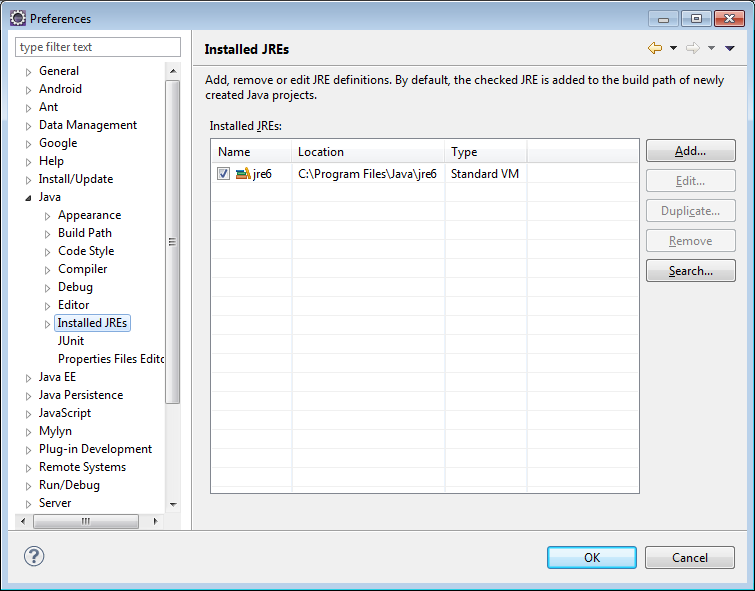 Preferences
type filter text
General
Android
Ant
Data Management
Google
Help
Install/Update
Java
Appearance
Build Path
Code Style
Compiler
Debug
Editor
Installed JREs
JUnit
Properties Files Edito
Java EE
Java Persistence
JavaScript
Mylyn
Plug-in Development
Remote Systems
Run/Debug
Server
Installed JREs
Add, remove or edit JRE definitions. By default, the checked JRE is added to the build path of newly
created Java projects.
Installed JREs:
Name Location Type
jre6 C:\Program Files\Java\jre6 Standard VM
Add...
Edit...
Duplicate...
Remove
Search...
?
OK Cancel